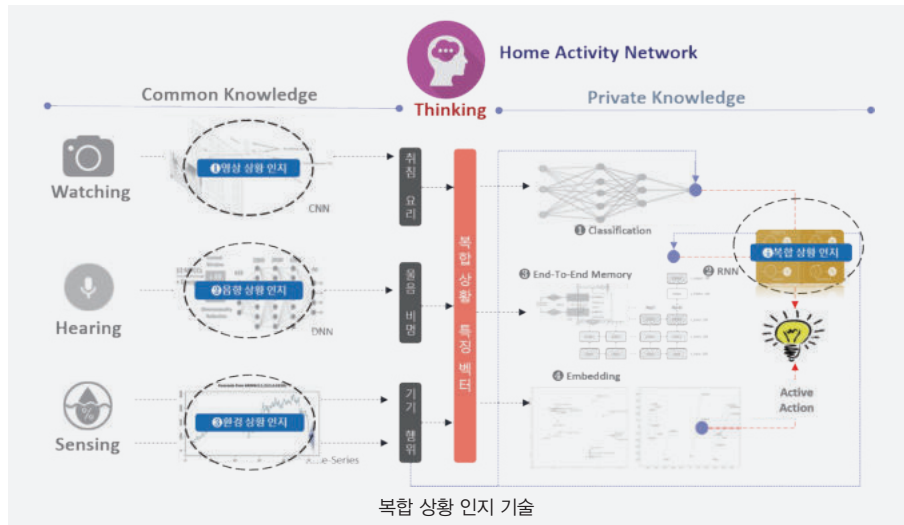 Home Activity Network
Common Knowledge
Thinking
Private Knowledge
Watching
❶영상 상황 인지
CNN
취침 요리
❶ Classification
Hearing
❷음향 상황 인지
DNN
울음 비명
복합 상황 특징 벡터
❸ End-To-End Memory
❷ RNN
❹복합 상황 인지
❹ Embedding
Active
Action
Sensing
%
❸환경 상황 인지
e-Series
기기 행위
복합 상황 인지 기술